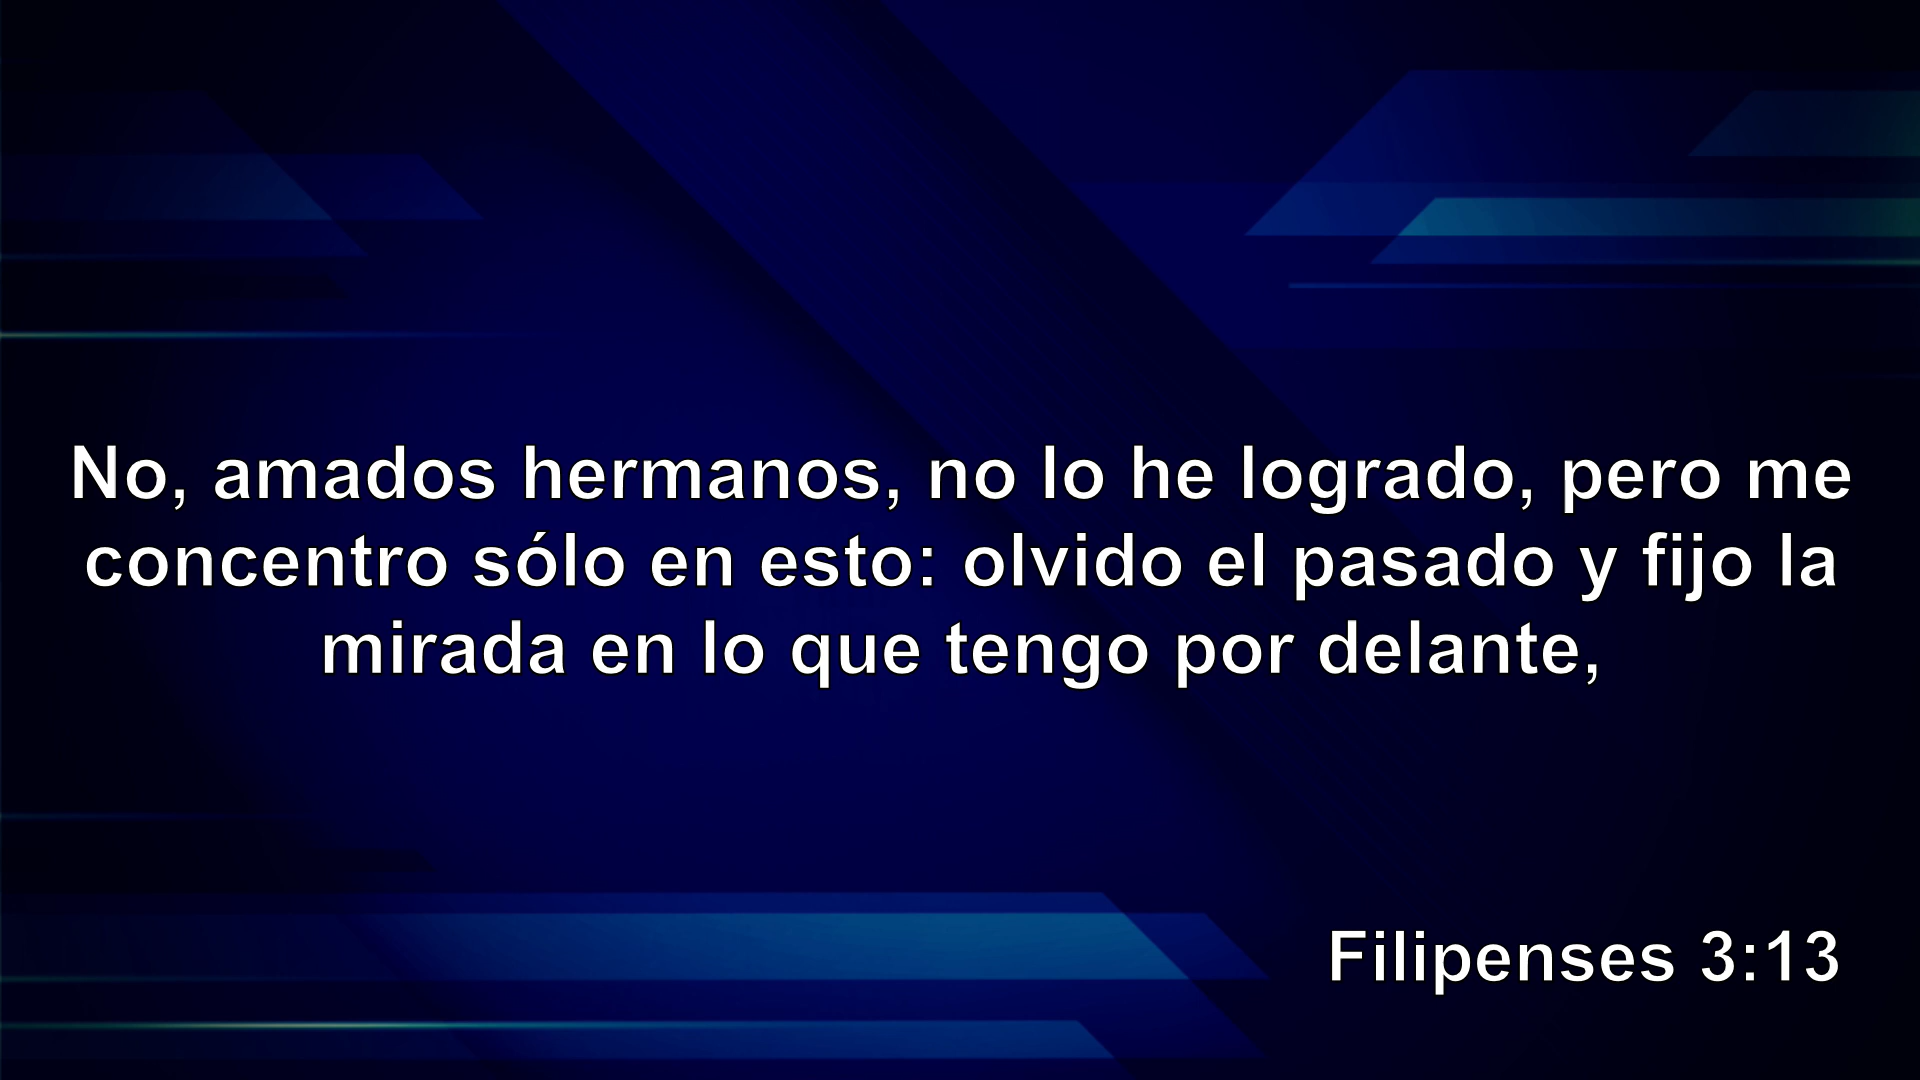 No, amados hermanos, no lo he logrado, pero me
concentro sólo en esto: olvido el pasado y fijo la
mirada en lo que tengo por delante,
Filipenses 3:13